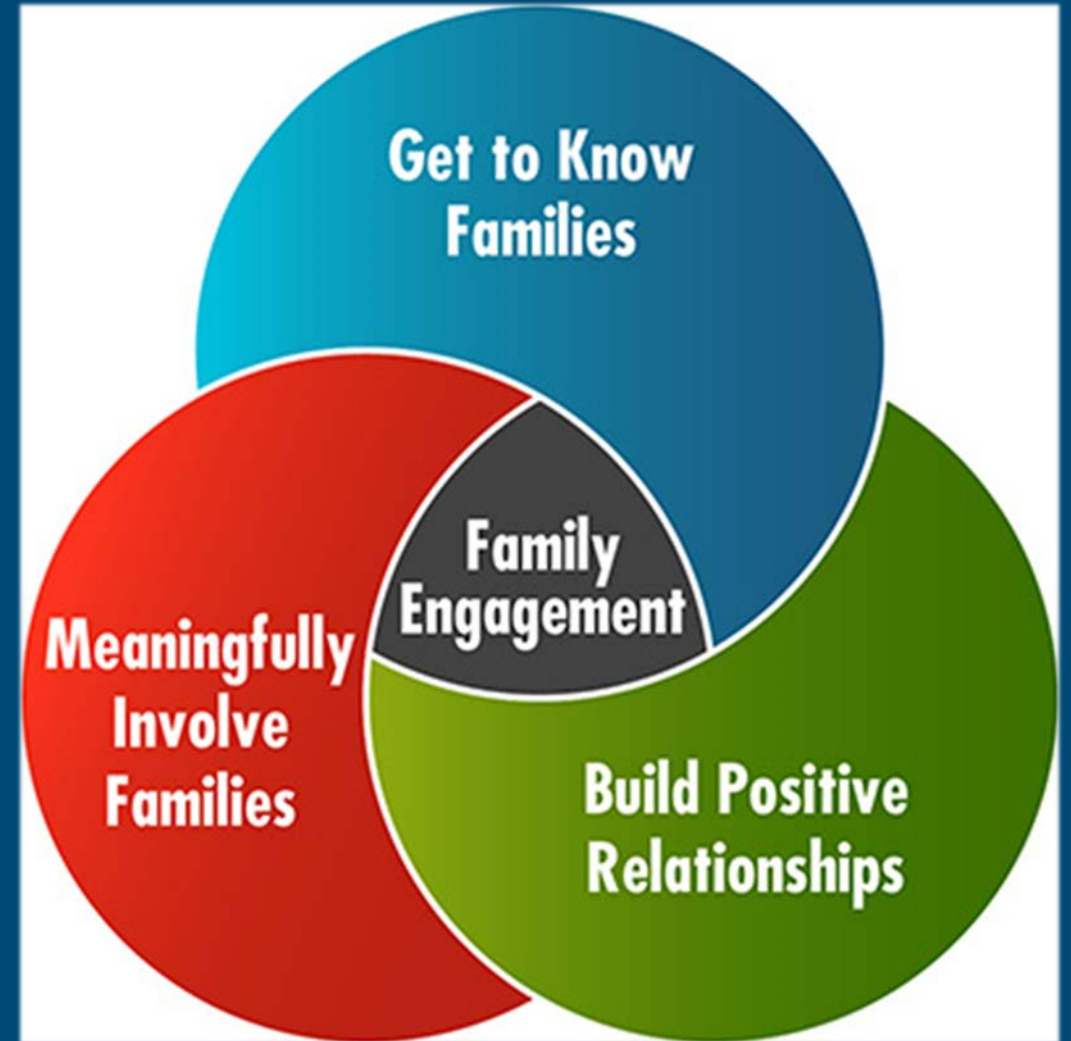 Get to Know
Families
Family
Engagement
Meaningfully
Involve
Families
Build Positive
Relationships